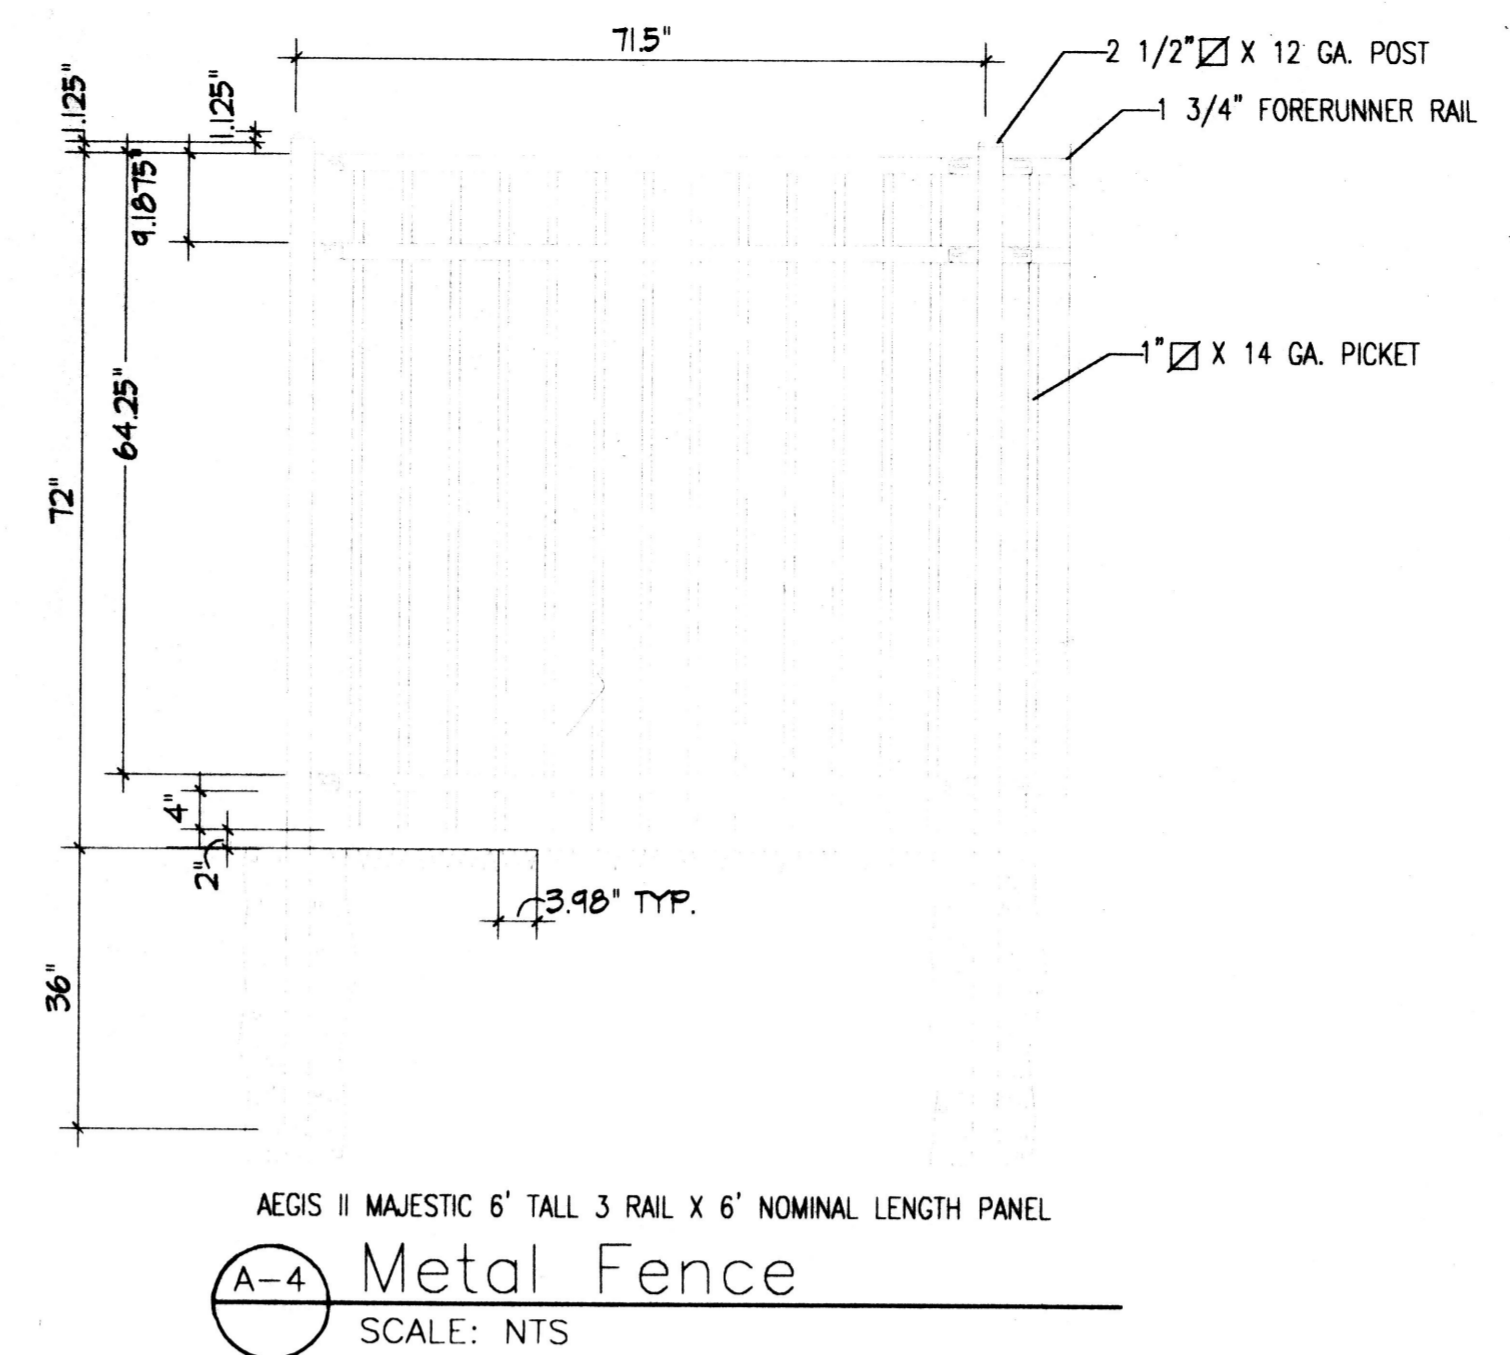 71.5"
2 1/2" X 12 GA. POST
1 3/4" FORERUNNER RAIL
1.125"
1.125"
9.1875"
1" X 14 GA. PICKET
64.25"
72"
4"
2"
3.98" TYP.
36"
AEGIS II MAJESTIC 6' TALL 3 RAIL X 6' NOMINAL LENGTH PANEL
A-4
Metal Fence
SCALE: NTS